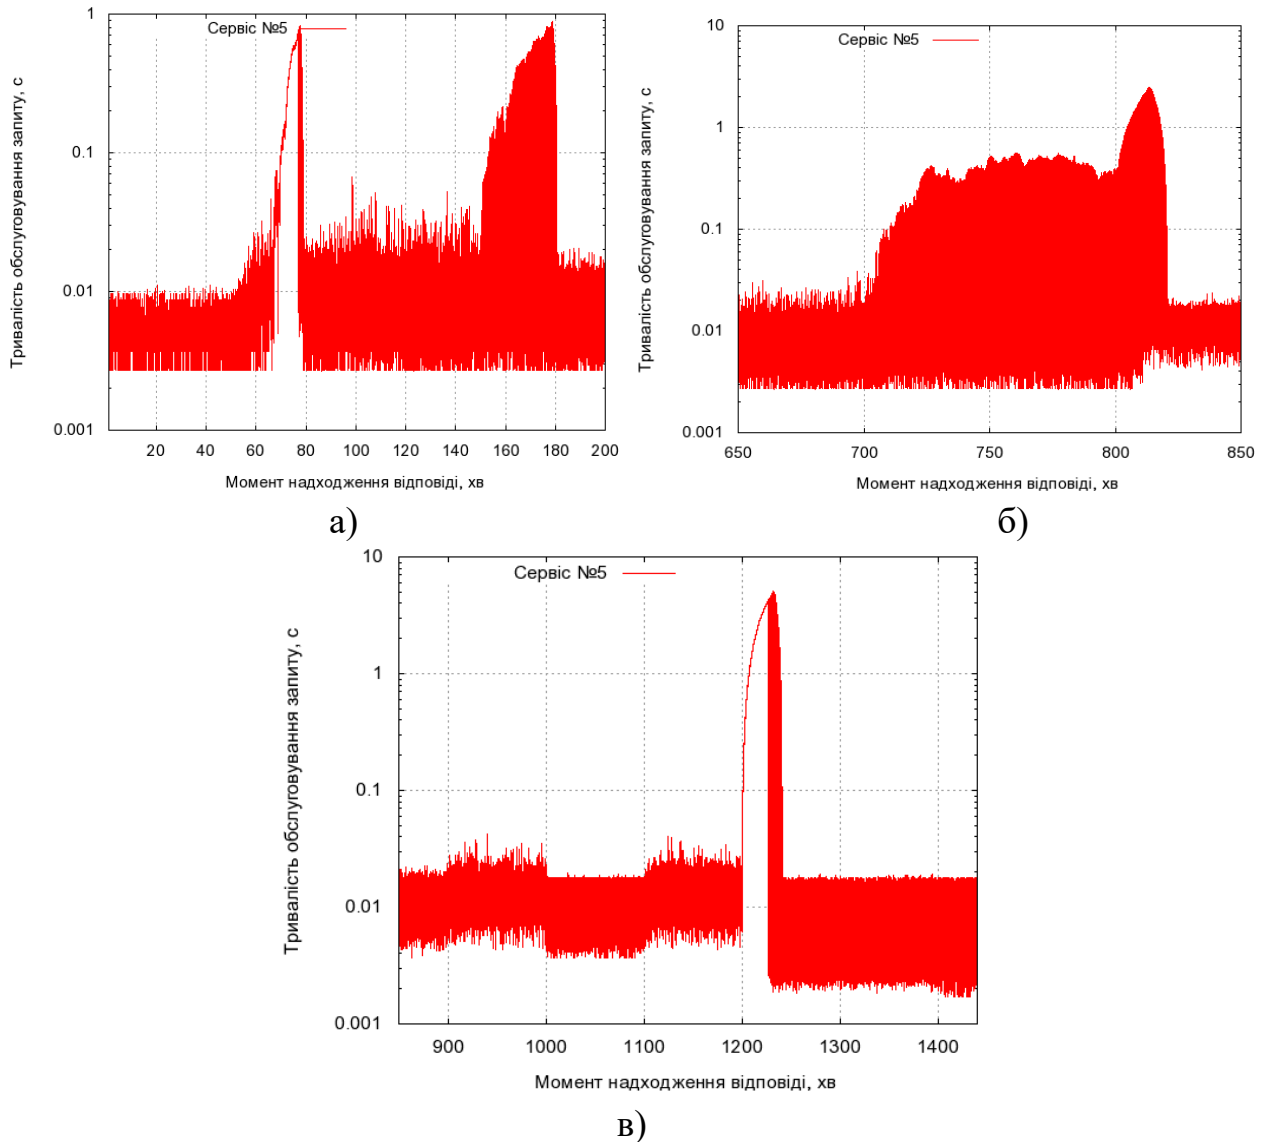 Сервіс №5
Тривалість обслуговування запиту, с
1
0.1
0.01
0.001
20 40 60 80 100 120 140 160 180 200
Момент надходження відповіді, хв
а)
Сервіс №5
Тривалість обслуговування запиту, с
10
1
0.1
0.01
0.001
650 700 750 800 850
Момент надходження відповіді, хв
б)
Сервіс №5
Тривалість обслуговування запиту, с
10
1
0.1
0.01
0.001
900 1000 1100 1200 1300 1400
Момент надходження відповіді, хв
в)